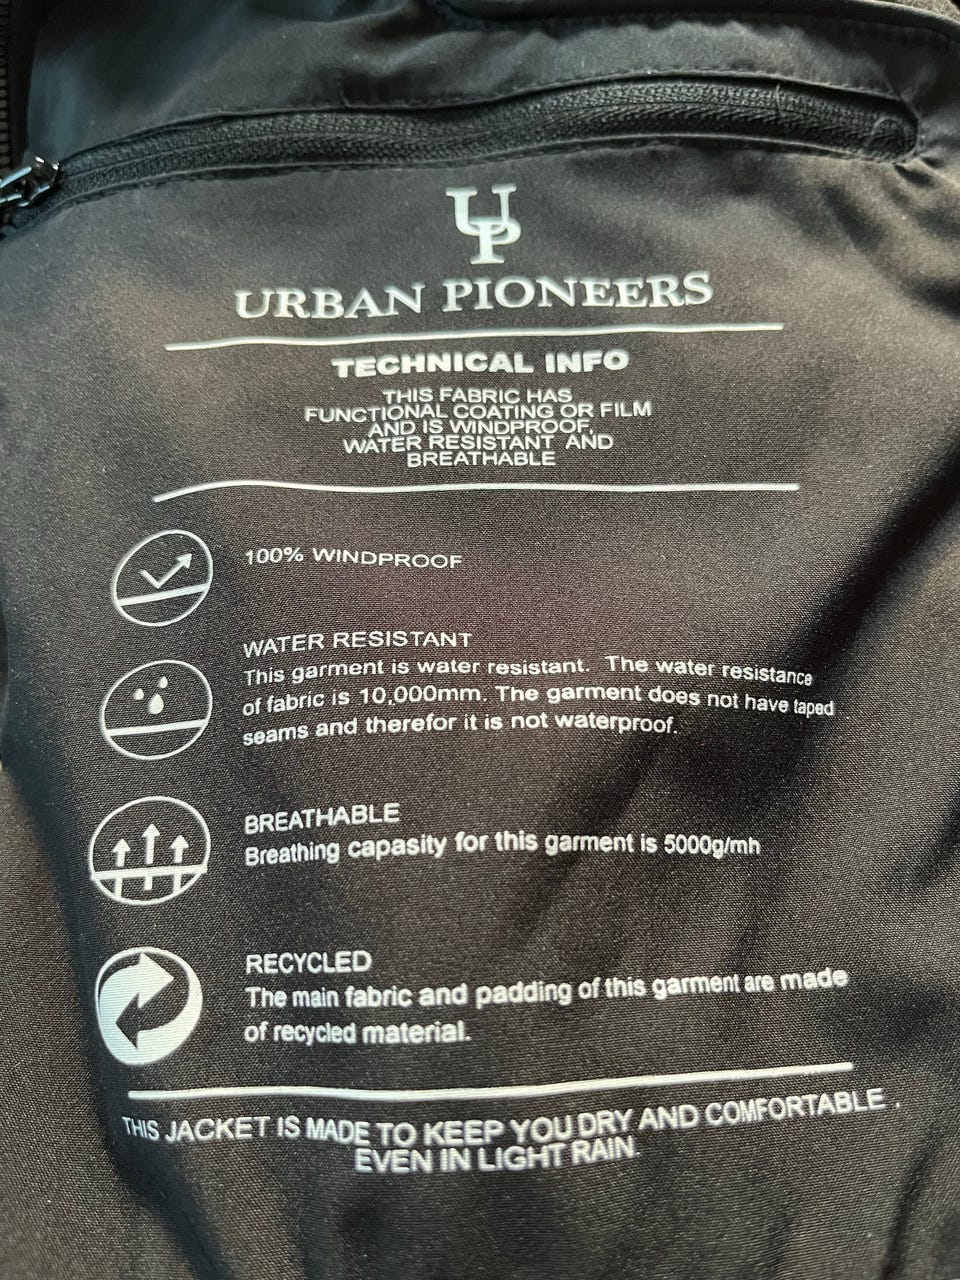 UP
URBAN PIONEERS
TECHNICAL INFO
THIS FABRIC HAS
FUNCTIONAL COATING OR FILM
AND IS WINDPROOF,
WATER RESISTANT AND
BREATHABLE
100% WINDPROOF
WATER RESISTANT
This garment is water resistant. The water resistance
of fabric is 10,000mm. The garment does not have taped
seams and therefor it is not waterproof.
BREATHABLE
Breathing capasity for this garment is 5000g/mh
RECYCLED
The main fabric and padding of this garment are made
of recycled material.
THIS JACKET IS MADE TO KEEP YOU DRY AND COMFORTABLE .
EVEN IN LIGHT RAIN.